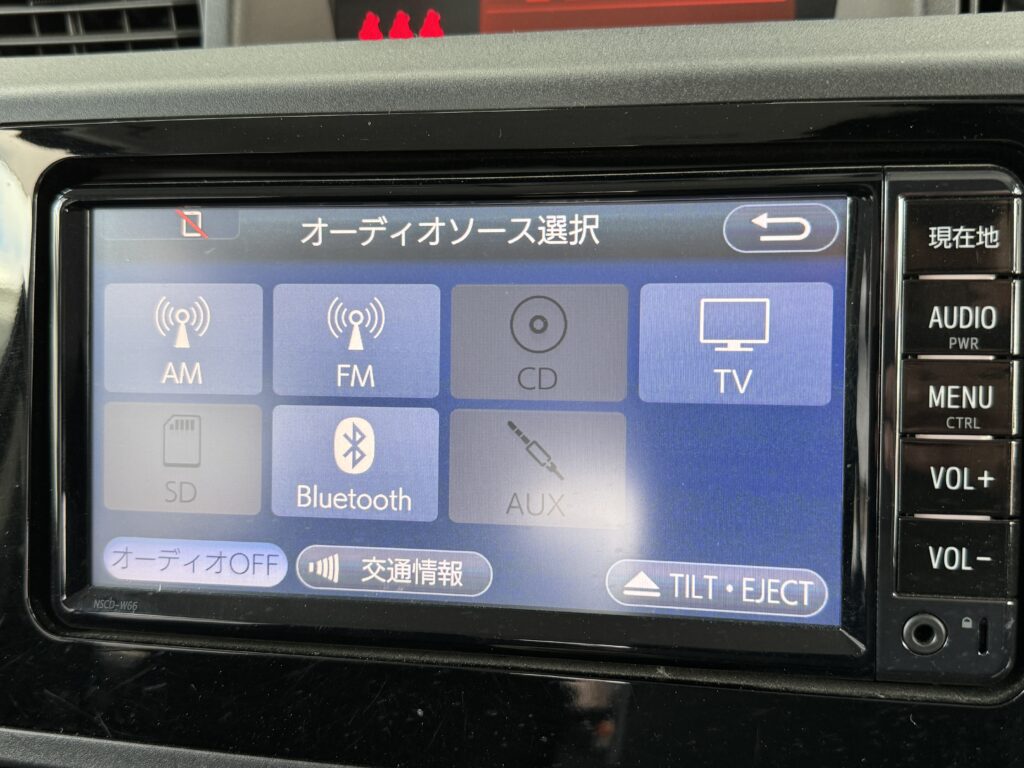 オーディオソース選択
AM
FM
CD
TV
SD
Bluetooth
AUX
オーディオOFF
交通情報
TILT・EJECT
NSCD-W66
現在地
AUDIO
PWR
MENU
CTRL
VOL+
VOL-